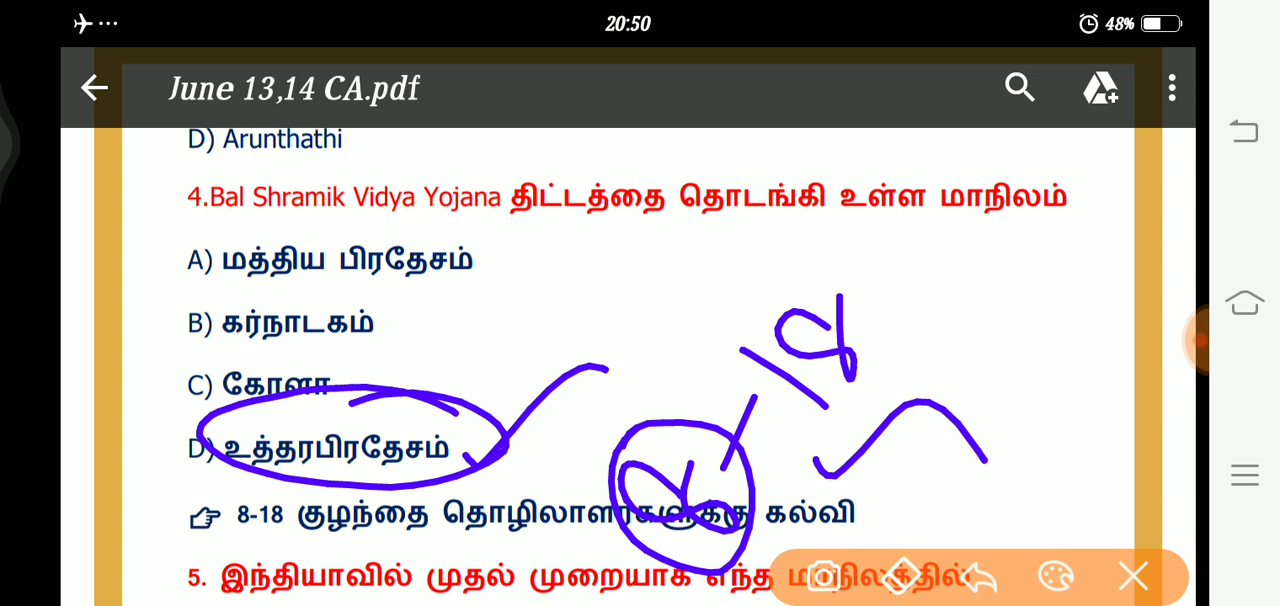 20:50
48%
June 13,14 CA.pdf
D) Arunthathi
4.Bal Shramik Vidya Yojana திட்டத்தை தொடங்கி உள்ள மாநிலம்
A) மத்திய பிரதேசம்
B) கர்நாடகம்
C) கேரளா
D) உத்தரபிரதேசம்
8-18 குழந்தை தொழிலாளர்களுக்கு கல்வி
5. இந்தியாவில் முதல் முறையாக எந்த மாநிலத்தில்